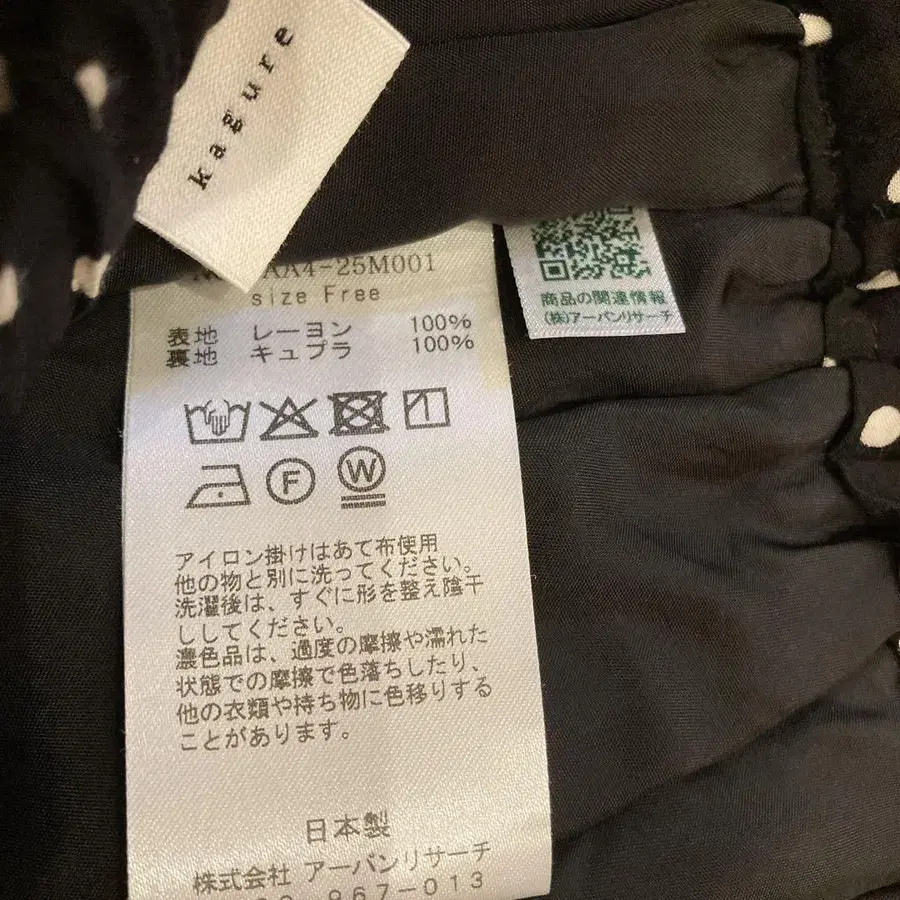 kagure
AA4-25M001
size Free
表地 レーヨン 100%
裏地 キュプラ 100%
F
W
アイロン掛けはあて布使用
他の物と別に洗ってください。
洗濯後は、すぐに形を整え陰干
ししてください。
濃色品は、過度の摩擦や濡れた
状態での摩擦で色落ちしたり、
他の衣類や持ち物に色移りする
ことがあります。
日本製
株式会社 アーバンリサーチ
967-013
商品の関連情報
(株)アーバンリサーチ